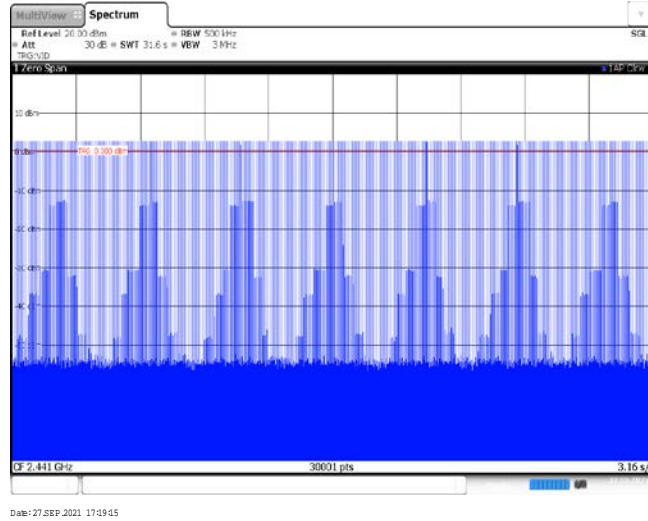 MultiView Spectrum
Ref Level 20.00 dBm RBW 500 kHz SGL
Att 30 dB SWT 31.6 s VBW 3 MHz
TRG:VID
1 Zero Span 1AP Clrw
10 dBm
TRG 0.000 dBm
CF 2.441 GHz 30001 pts 3.16 s/
Date: 27.SEP.2021 17:19:15